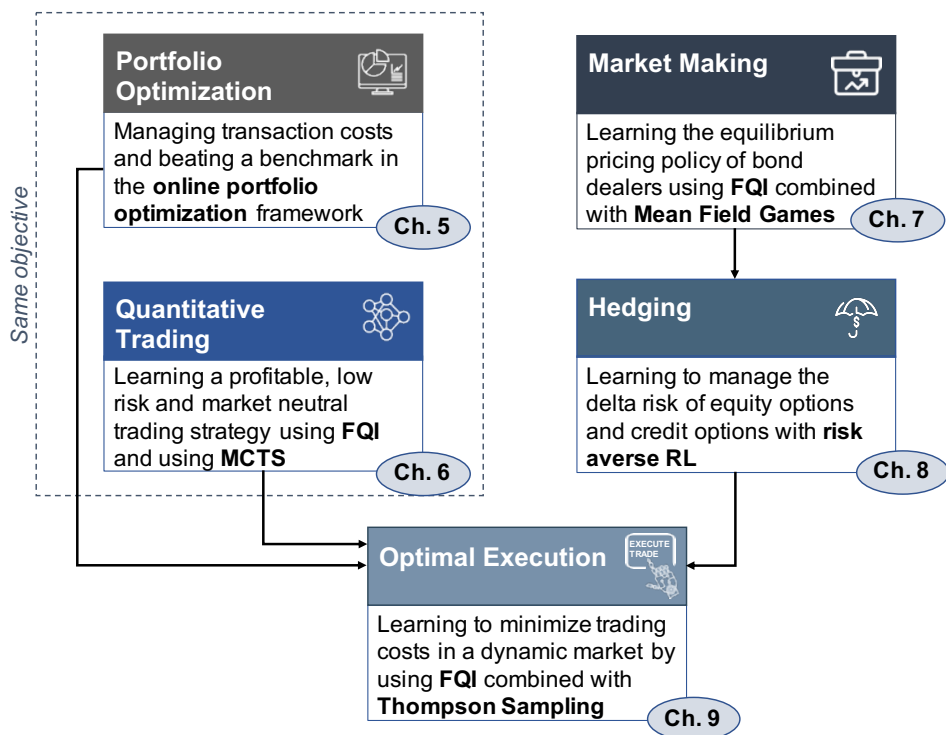 Same objective
Portfolio
Optimization
Managing transaction costs
and beating a benchmark in
the online portfolio
optimization framework
Ch. 5
Quantitative
Trading
Learning a profitable, low
risk and market neutral
trading strategy using FQI
and using MCTS
Ch. 6
Market Making
Learning the equilibrium
pricing policy of bond
dealers using FQI combined
with Mean Field Games
Ch. 7
Hedging
$
Learning to manage the
delta risk of equity options
and credit options with risk
averse RL
Ch. 8
Optimal Execution
EXECUTE
TRADE
Learning to minimize trading
costs in a dynamic market by
using FQI combined with
Thompson Sampling
Ch. 9